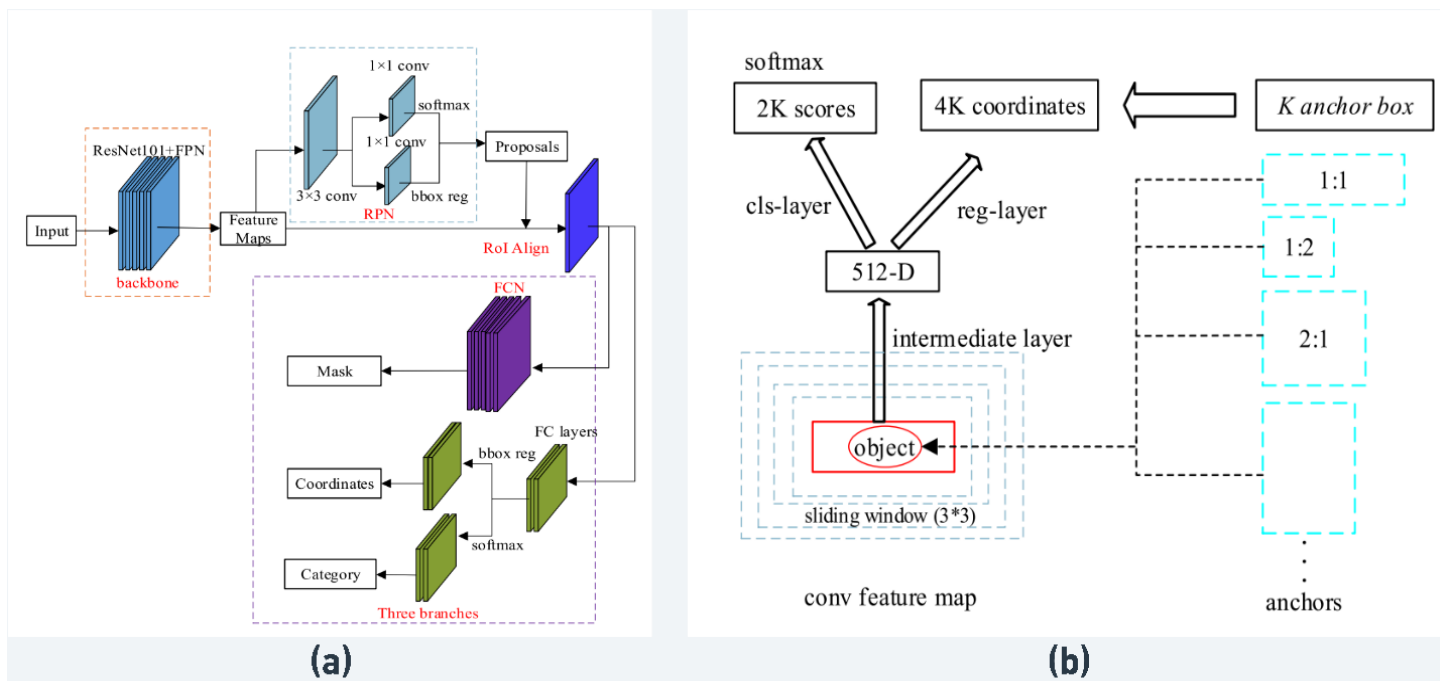 1×1 conv
softmax
ResNet101+FPN
1×1 conv
Proposals
3×3 conv
bbox reg
RPN
Input
Feature
Maps
RoI Align
backbone
FCN
Mask
FC layers
bbox reg
Coordinates
softmax
Category
Three branches
(a)
softmax
2K scores
4K coordinates
K anchor box
1:1
cls-layer
reg-layer
1:2
512-D
intermediate layer
2:1
object
sliding window (3*3)
conv feature map
anchors
(b)